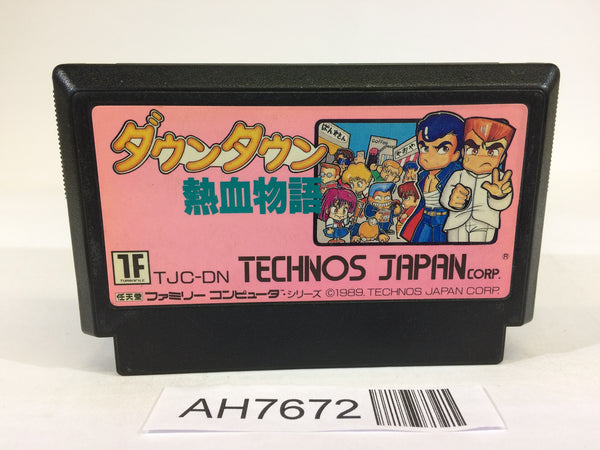 ダウンタウン
熱血物語
1F
TJC-DN
TECHNOS JAPAN CORP.
®
任天堂 ファミリーコンピュータ・シリーズ ©1989. TECHNOS JAPAN CORP.
AH7672